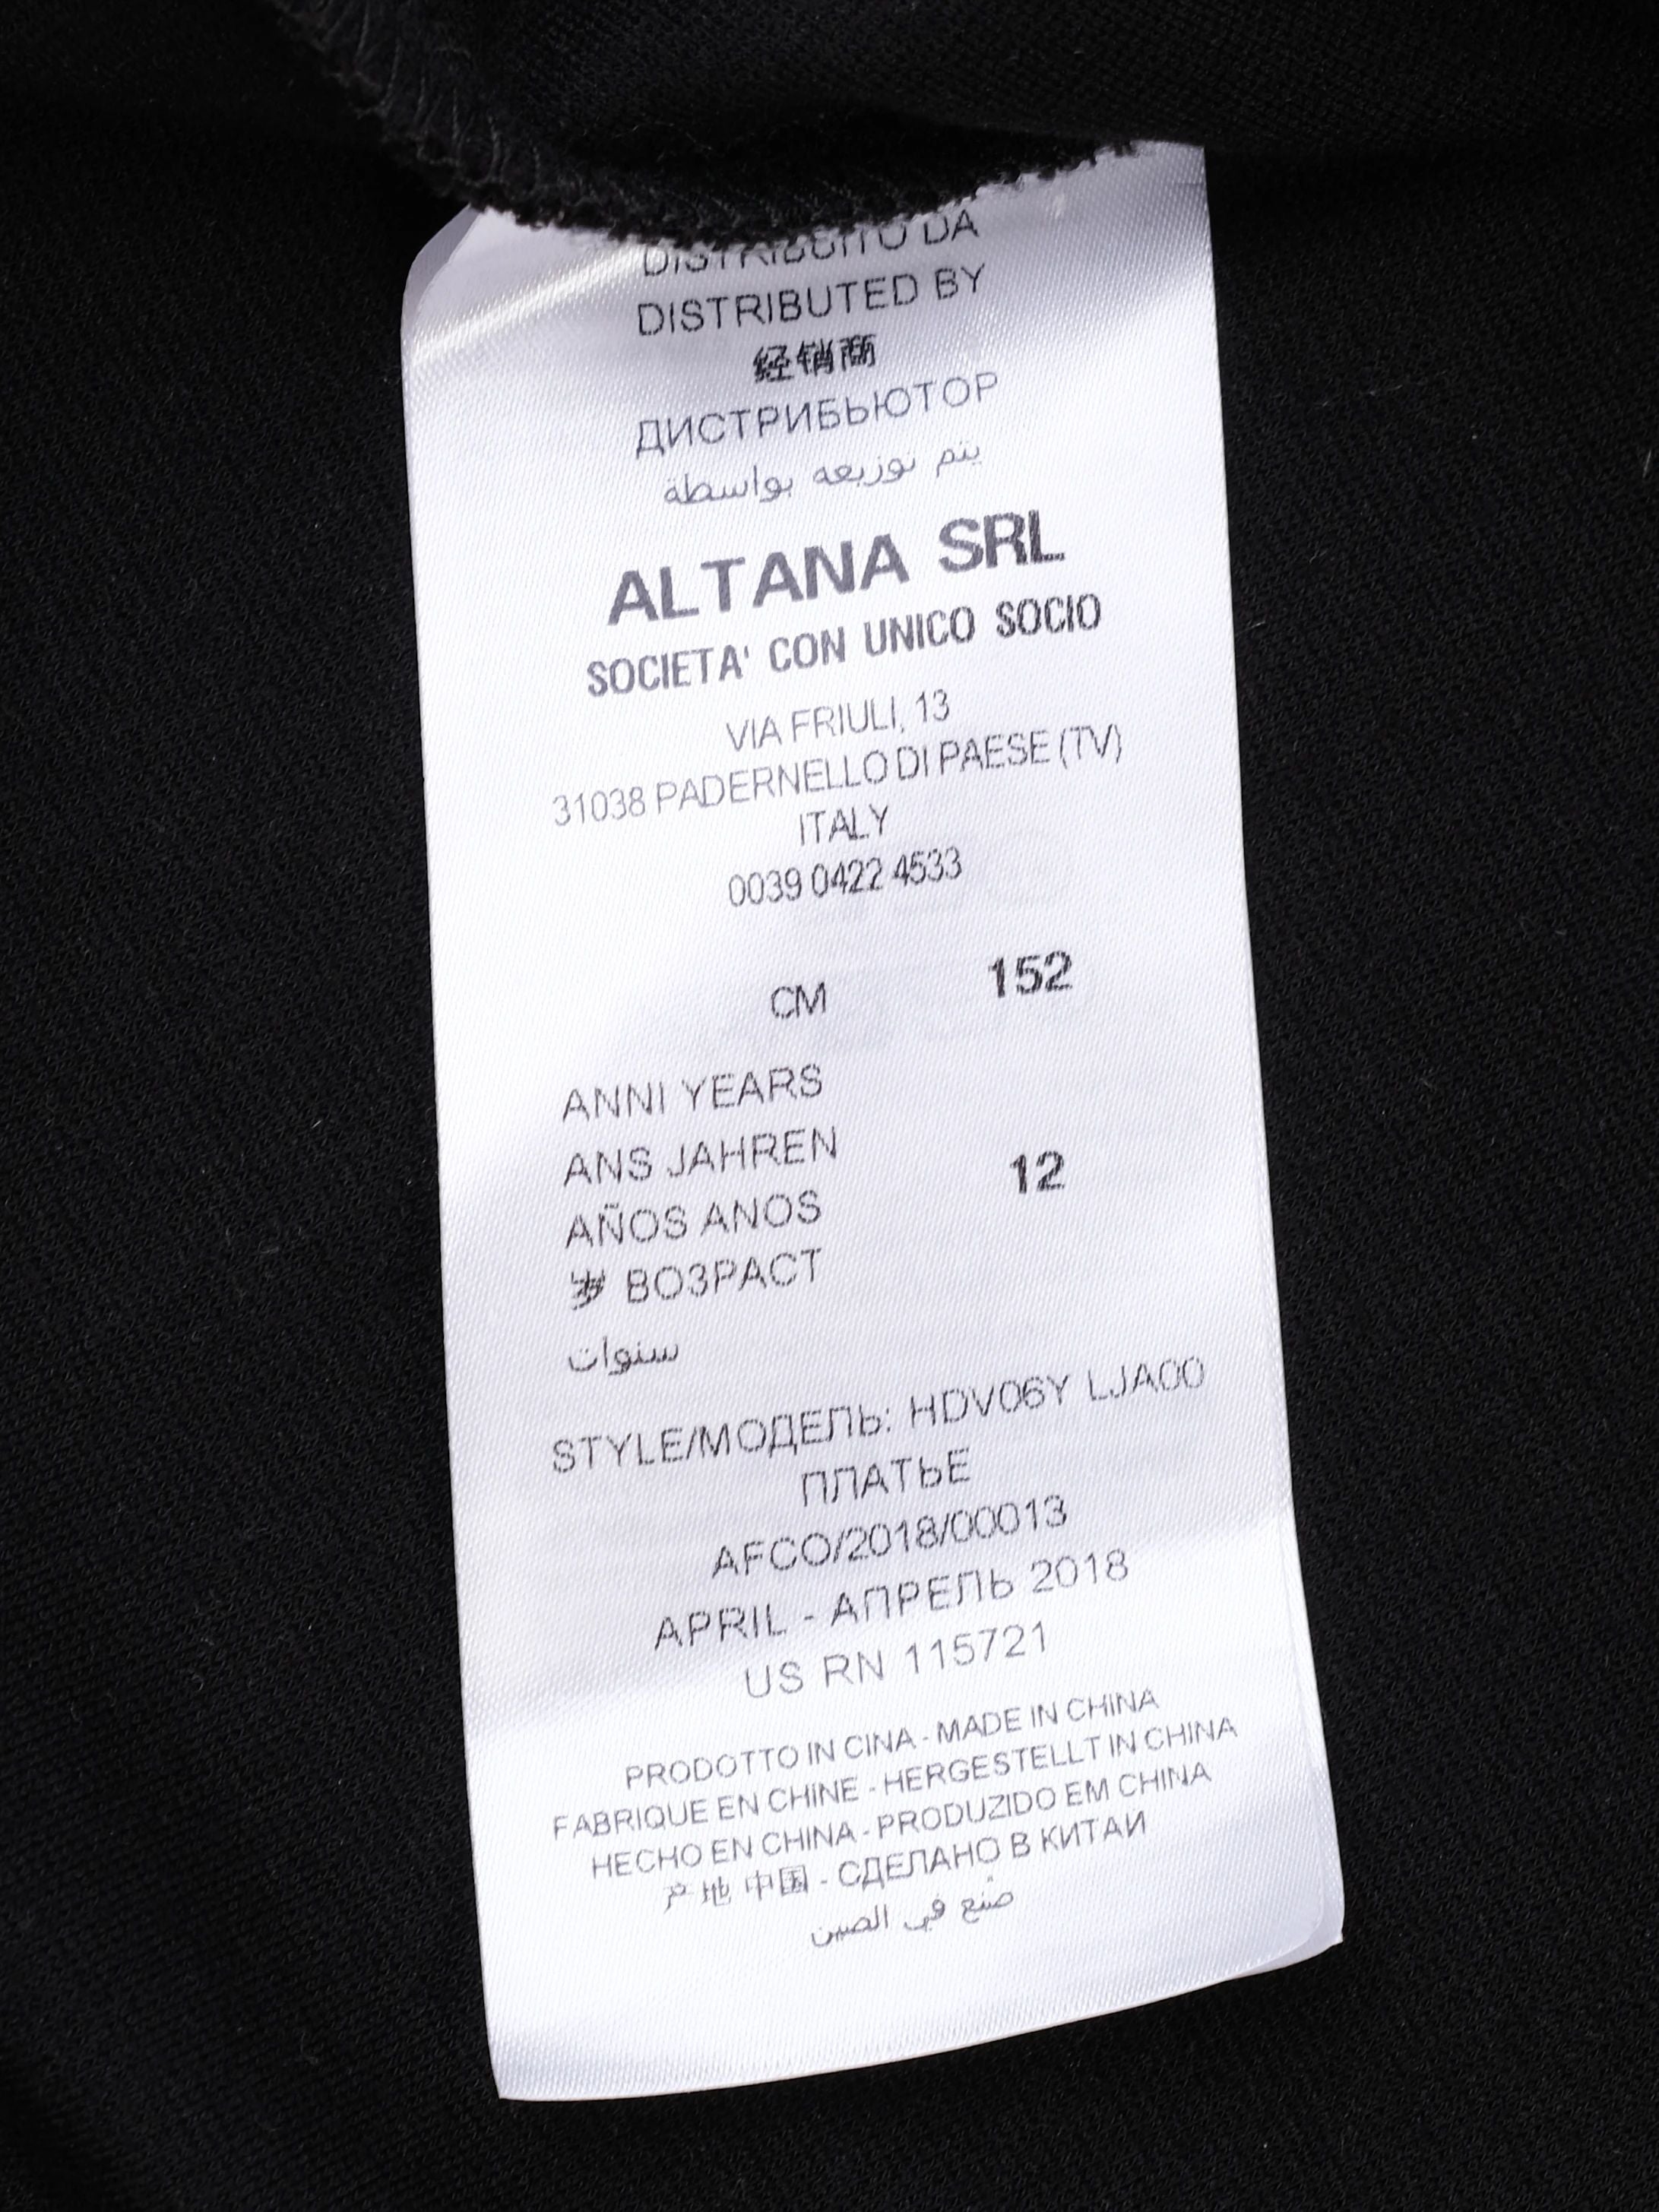 DISTRIBUITO DA
DISTRIBUTED BY
经销商
ДИСТРИБЬЮТОР
يتم توزيعه بواسطة
ALTANA SRL
SOCIETA' CON UNICO SOCIO
VIA FRIULI, 13
31038 PADERNELLO DI PAESE (TV)
ITALY
0039 0422 4533
CM 152
ANNI YEARS
ANS JAHREN
12
AÑOS ANOS
岁 ВОЗРАСТ
سنوات
STYLE/МОДЕЛЬ: HDV06Y LJA00
ПЛАТЬЕ
AFCO/2018/00013
APRIL - АПРЕЛЬ 2018
US RN 115721
PRODOTTO IN CINA - MADE IN CHINA
FABRIQUE EN CHINE - HERGESTELLT IN CHINA
HECHO EN CHINA - PRODUZIDO EM CHINA
产地 中国 - СДЕЛАНО В КИТАИ
صُنع في الصين